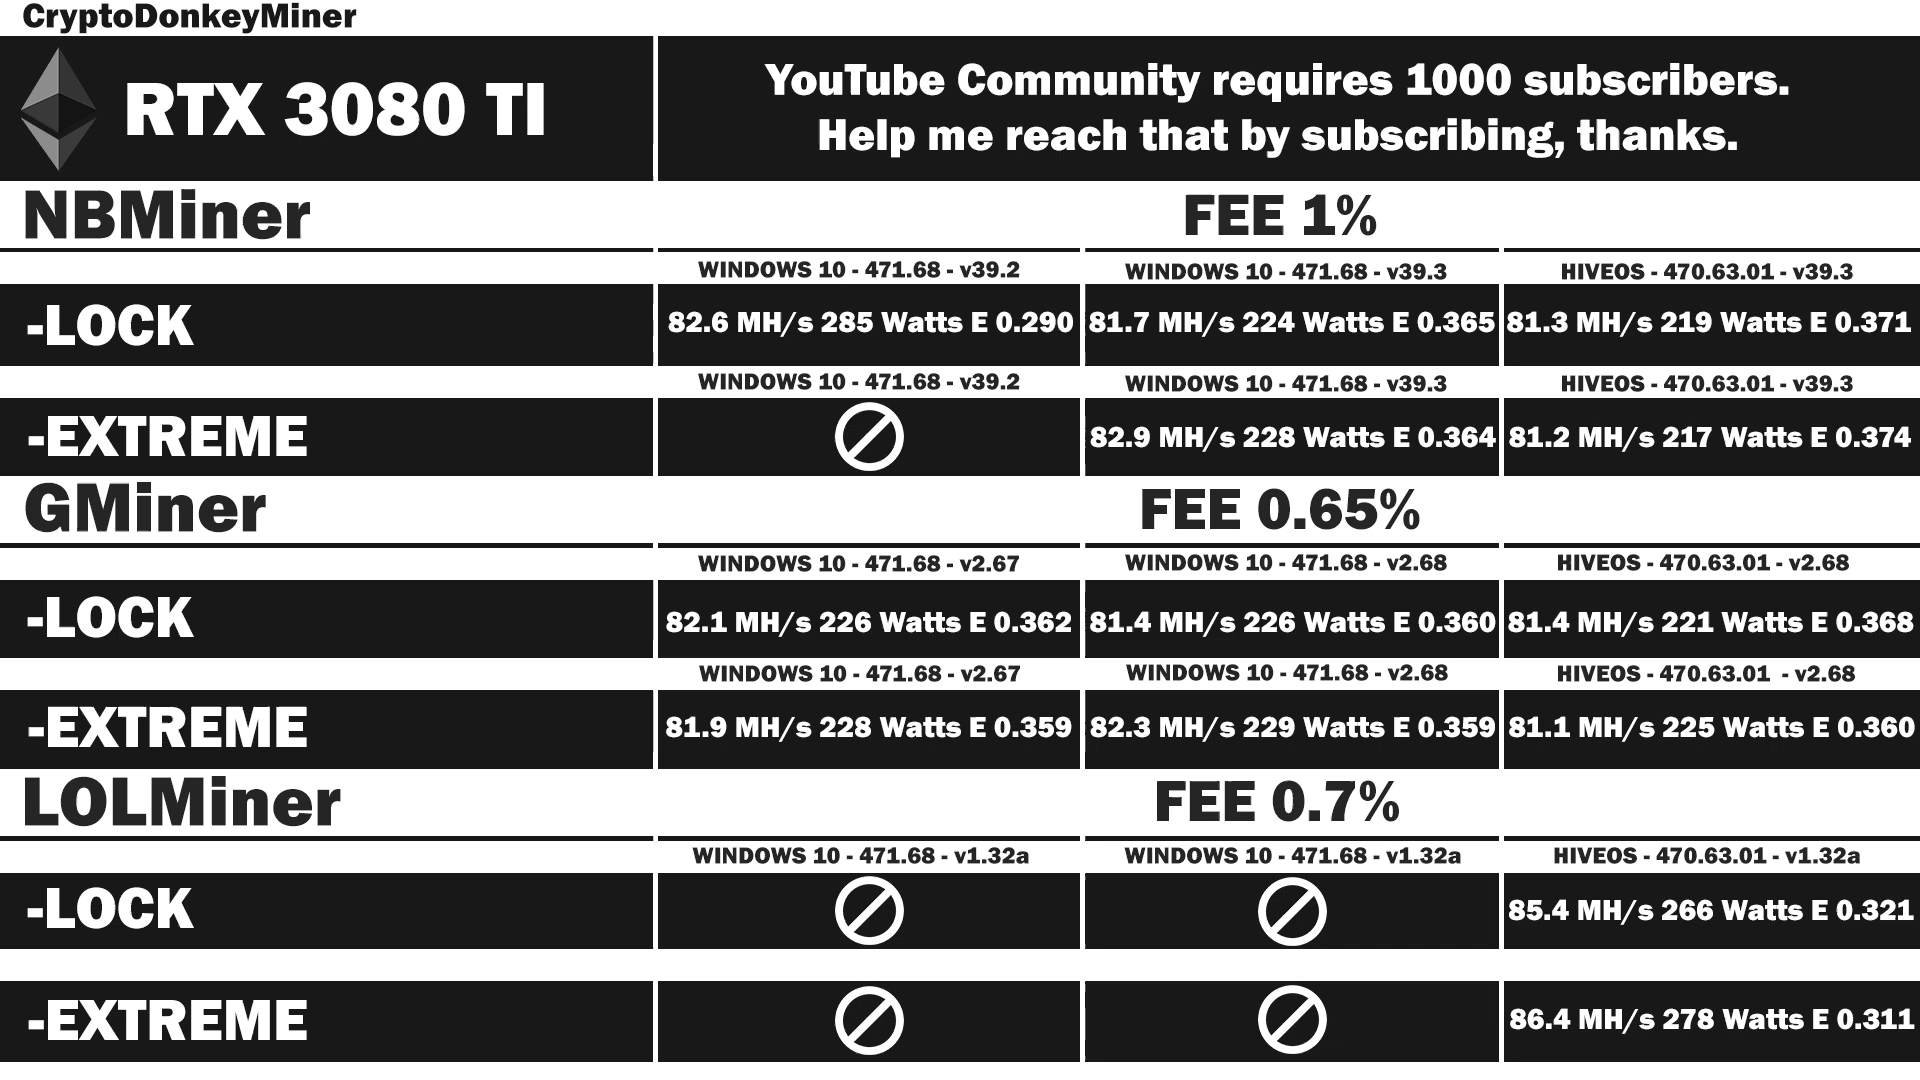 CryptoDonkeyMiner
RTX 3080 TI
YouTube Community requires 1000 subscribers.
Help me reach that by subscribing, thanks.
NBMiner FEE 1%
WINDOWS 10 - 471.68 - v39.2 WINDOWS 10 - 471.68 - v39.3 HIVEOS - 470.63.01 - v39.3
-LOCK 82.6 MH/s 285 Watts E 0.290 81.7 MH/s 224 Watts E 0.365 81.3 MH/s 219 Watts E 0.371
WINDOWS 10 - 471.68 - v39.2 WINDOWS 10 - 471.68 - v39.3 HIVEOS - 470.63.01 - v39.3
-EXTREME 82.9 MH/s 228 Watts E 0.364 81.2 MH/s 217 Watts E 0.374
GMiner FEE 0.65%
WINDOWS 10 - 471.68 - v2.67 WINDOWS 10 - 471.68 - v2.68 HIVEOS - 470.63.01 - v2.68
-LOCK 82.1 MH/s 226 Watts E 0.362 81.4 MH/s 226 Watts E 0.360 81.4 MH/s 221 Watts E 0.368
WINDOWS 10 - 471.68 - v2.67 WINDOWS 10 - 471.68 - v2.68 HIVEOS - 470.63.01 - v2.68
-EXTREME 81.9 MH/s 228 Watts E 0.359 82.3 MH/s 229 Watts E 0.359 81.1 MH/s 225 Watts E 0.360
LOLMiner FEE 0.7%
WINDOWS 10 - 471.68 - v1.32a WINDOWS 10 - 471.68 - v1.32a HIVEOS - 470.63.01 - v1.32a
-LOCK 85.4 MH/s 266 Watts E 0.321
-EXTREME 86.4 MH/s 278 Watts E 0.311